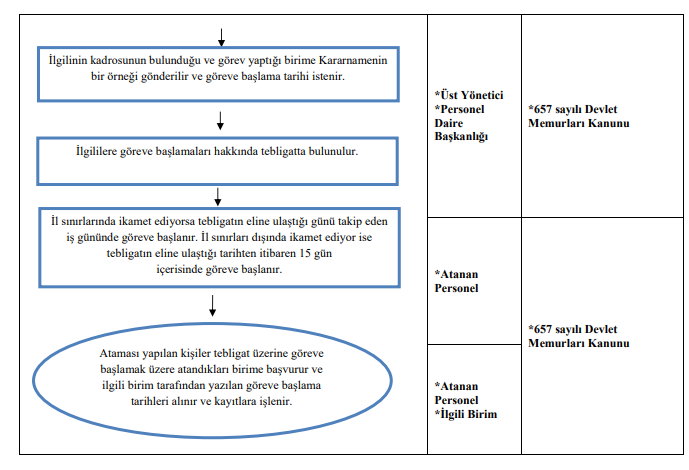 İlgilinin kadrosunun bulunduğu ve görev yaptığı birime Kararnamenin
bir örneği gönderilir ve göreve başlama tarihi istenir.
İlgililere göreve başlamaları hakkında tebligatta bulunulur.
*Üst Yönetici
*Personel
Daire
Başkanlığı
*657 sayılı Devlet
Memurları Kanunu
İl sınırlarında ikamet ediyorsa tebligatın eline ulaştığı günü takip eden
iş gününde göreve başlanır. İl sınırları dışında ikamet ediyor ise
tebligatın eline ulaştığı tarihten itibaren 15 gün
içerisinde göreve başlanır.
*Atanan
Personel
Ataması yapılan kişiler tebligat üzerine göreve
başlamak üzere atandıkları birime başvurur ve
ilgili birim tarafından yazılan göreve başlama
tarihleri alınır ve kayıtlara işlenir.
*Atanan
Personel
*İlgili Birim
*657 sayılı Devlet
Memurları Kanunu